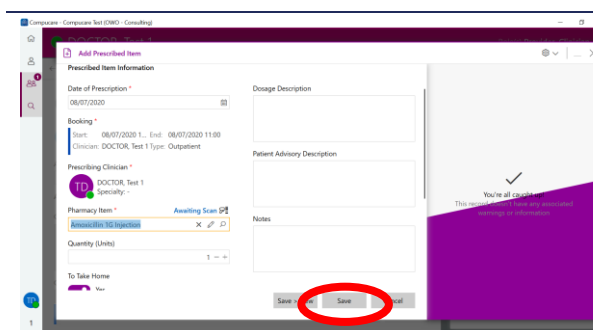 Compucare - Compucare Test (ONIO - Consulting)
DOCTOR, Test 1
Add Prescribed Item
Prescribed Item Information
Date of Prescription *
08/07/2020
Booking *
Start: 08/07/2020 1... End: 08/07/2020 11:00
Clinician: DOCTOR, Test 1 Type: Outpatient
Prescribing Clinician *
TD
DOCTOR, Test 1
Specialty: -
Pharmacy Item *
Awaiting Scan
Amoxicillin 1G Injection
Quantity (Units)
1
To Take Home
Yes
Dosage Description
Patient Advisory Description
Notes
Save
Save
You're all caught up!
This record doesn't have any associated
warnings or information
TD
1